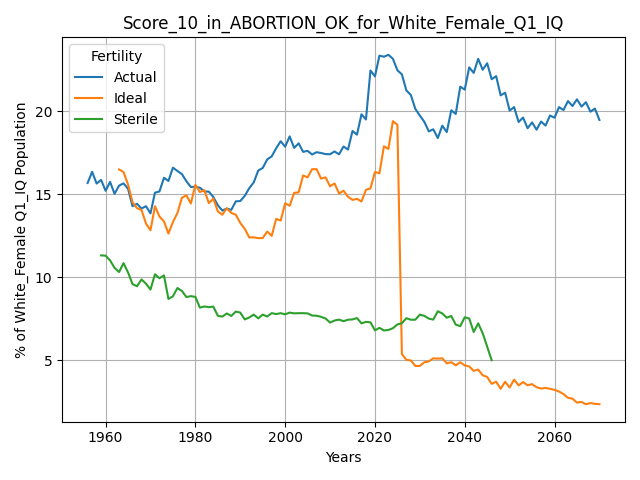 Score_10_in_ABORTION_OK_for_White_Female_Q1_IQ
Fertility
Actual
Ideal
Sterile
% of White_Female Q1_IQ Population
20
15
10
5
1960 1980 2000 2020 2040 2060
Years